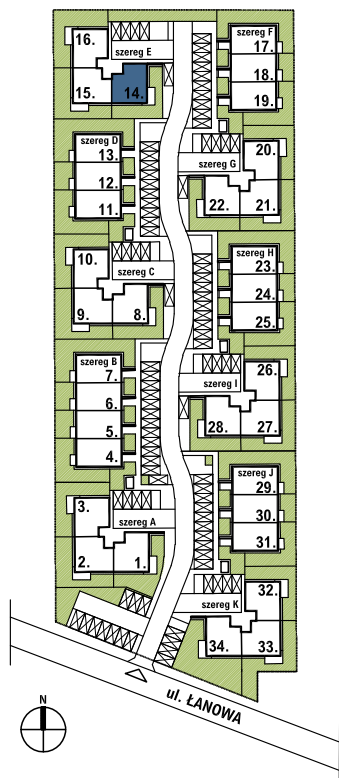 16.
szereg E
15.
14.
szereg F
17.
18.
19.
szereg D
13.
12.
11.
20.
szereg G
22.
21.
10.
szereg C
9.
8.
szereg H
23.
24.
25.
szereg B
7.
6.
5.
4.
26.
szereg I
28.
27.
3.
szereg A
2.
1.
szereg J
29.
30.
31.
32.
szereg K
34.
33.
ul. ŁANOWA
N